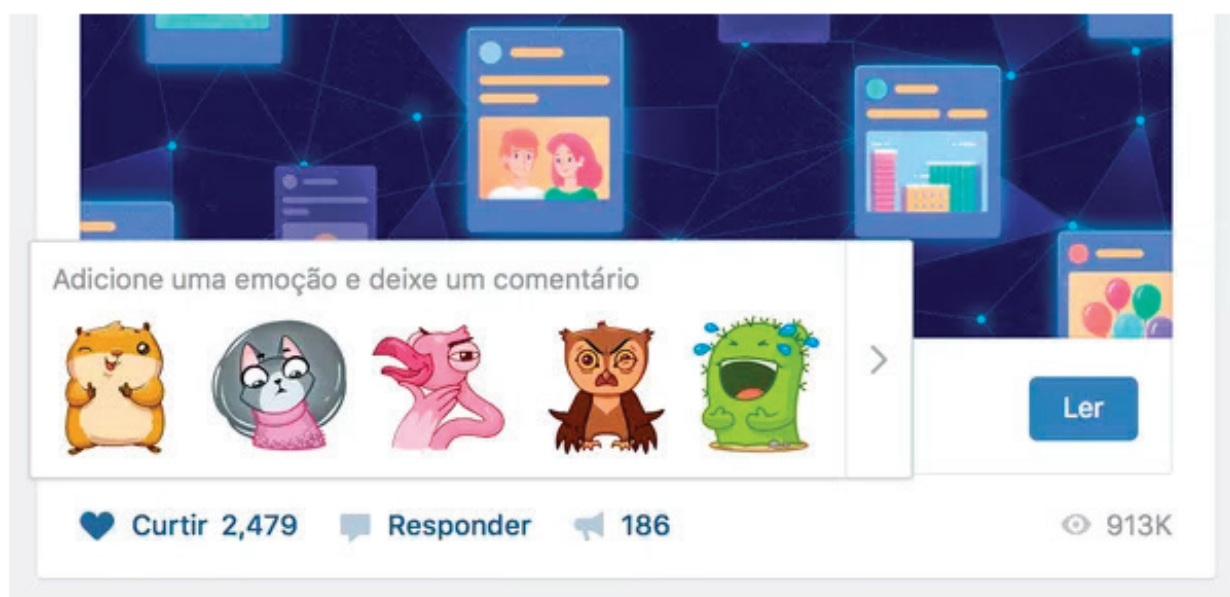 Adicione uma emoção e deixe um comentário
Ler
Curtir 2,479 Responder 186 913K